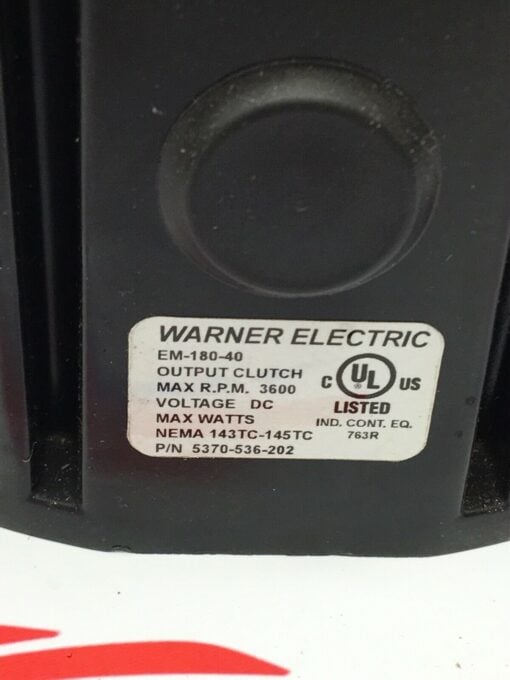 WARNER ELECTRIC
EM-180-40
OUTPUT CLUTCH
MAX R.P.M. 3600
VOLTAGE DC
MAX WATTS
NEMA 143TC-145TC
P/N 5370-536-202
C UL US
LISTED
IND. CONT. EQ.
763R